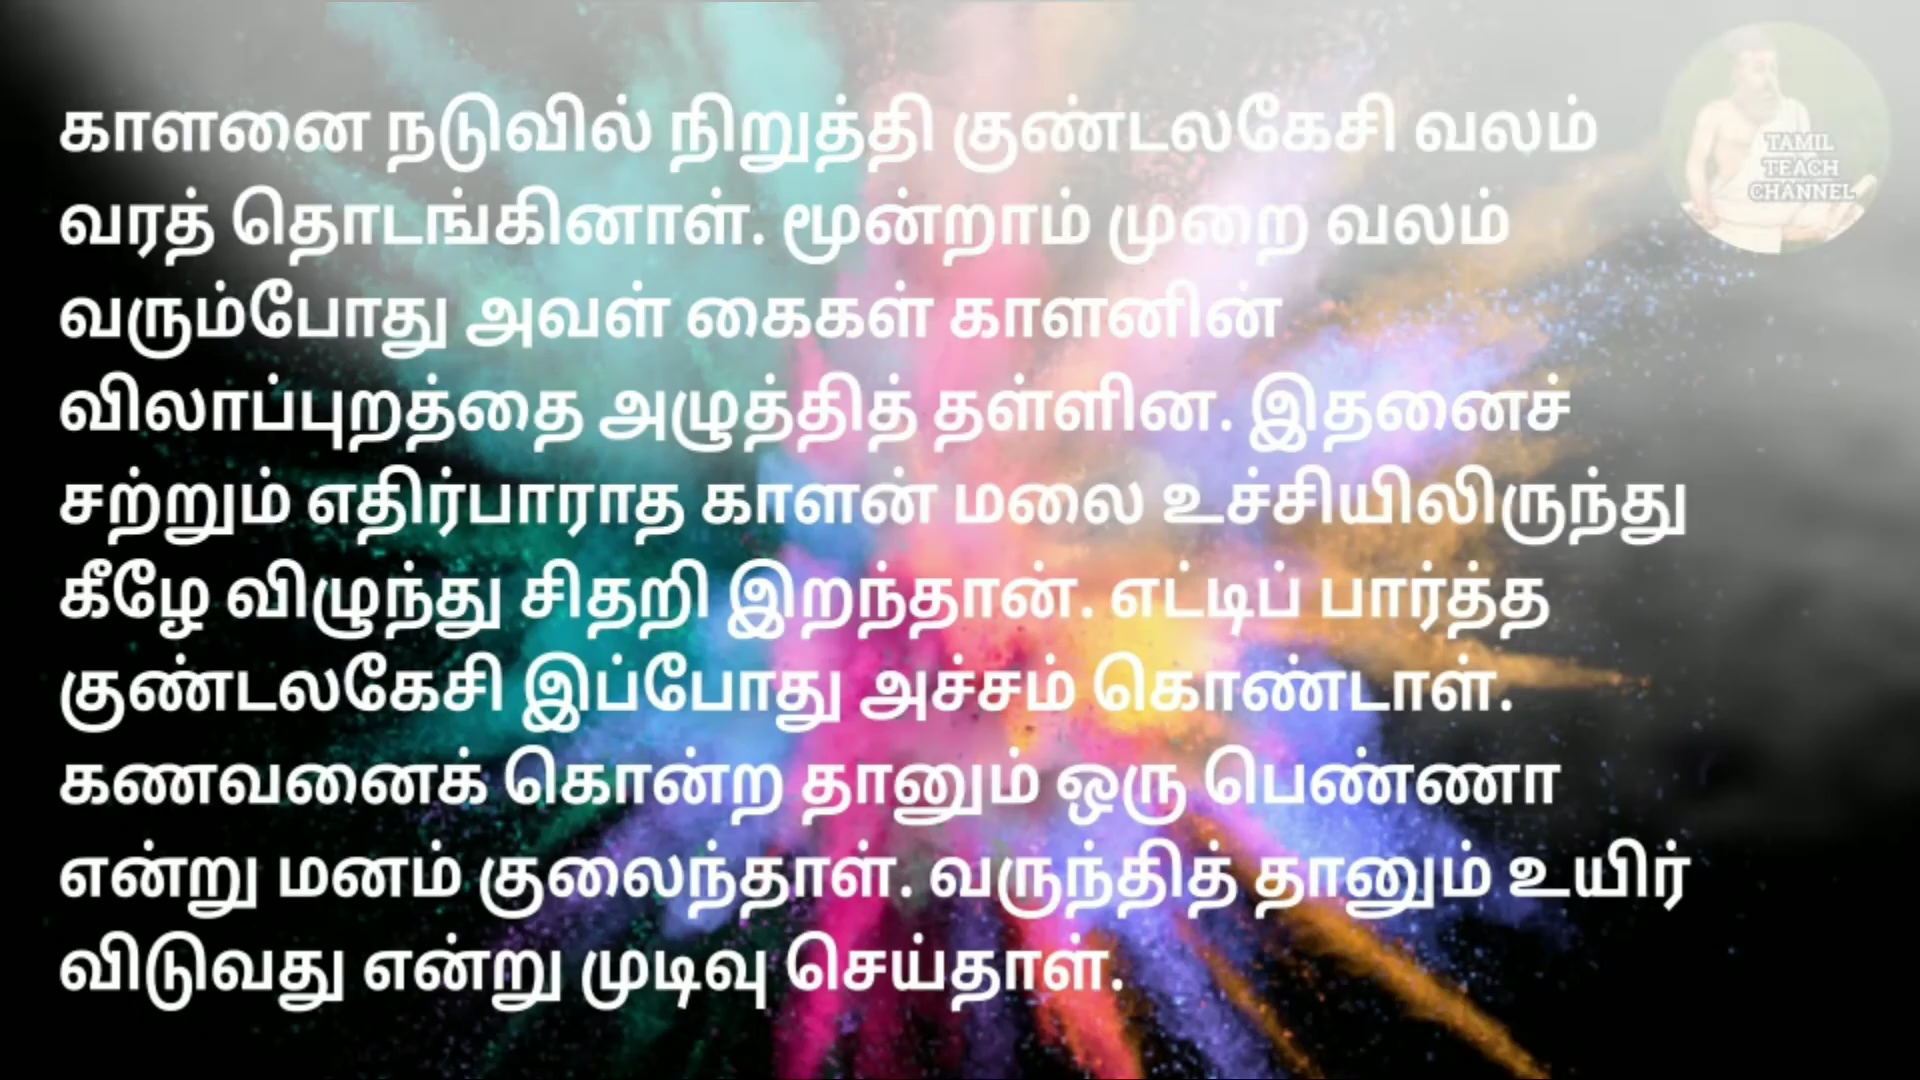 காளனை நடுவில் நிறுத்தி குண்டலகேசி வலம்
வரத் தொடங்கினாள். மூன்றாம் முறை வலம்
வரும்போது அவள் கைகள் காளனின்
விலாப்புறத்தை அழுத்தித் தள்ளின. இதனைச்
சற்றும் எதிர்பாராத காளன் மலை உச்சியிலிருந்து
கீழே விழுந்து சிதறி இறந்தான். எட்டிப் பார்த்த
குண்டலகேசி இப்போது அச்சம் கொண்டாள்.
கணவனைக் கொன்ற தானும் ஒரு பெண்ணா
என்று மனம் குலைந்தாள். வருந்தித் தானும் உயிர்
விடுவது என்று முடிவு செய்தாள்.
TAMIL
TEACH
CHANNEL